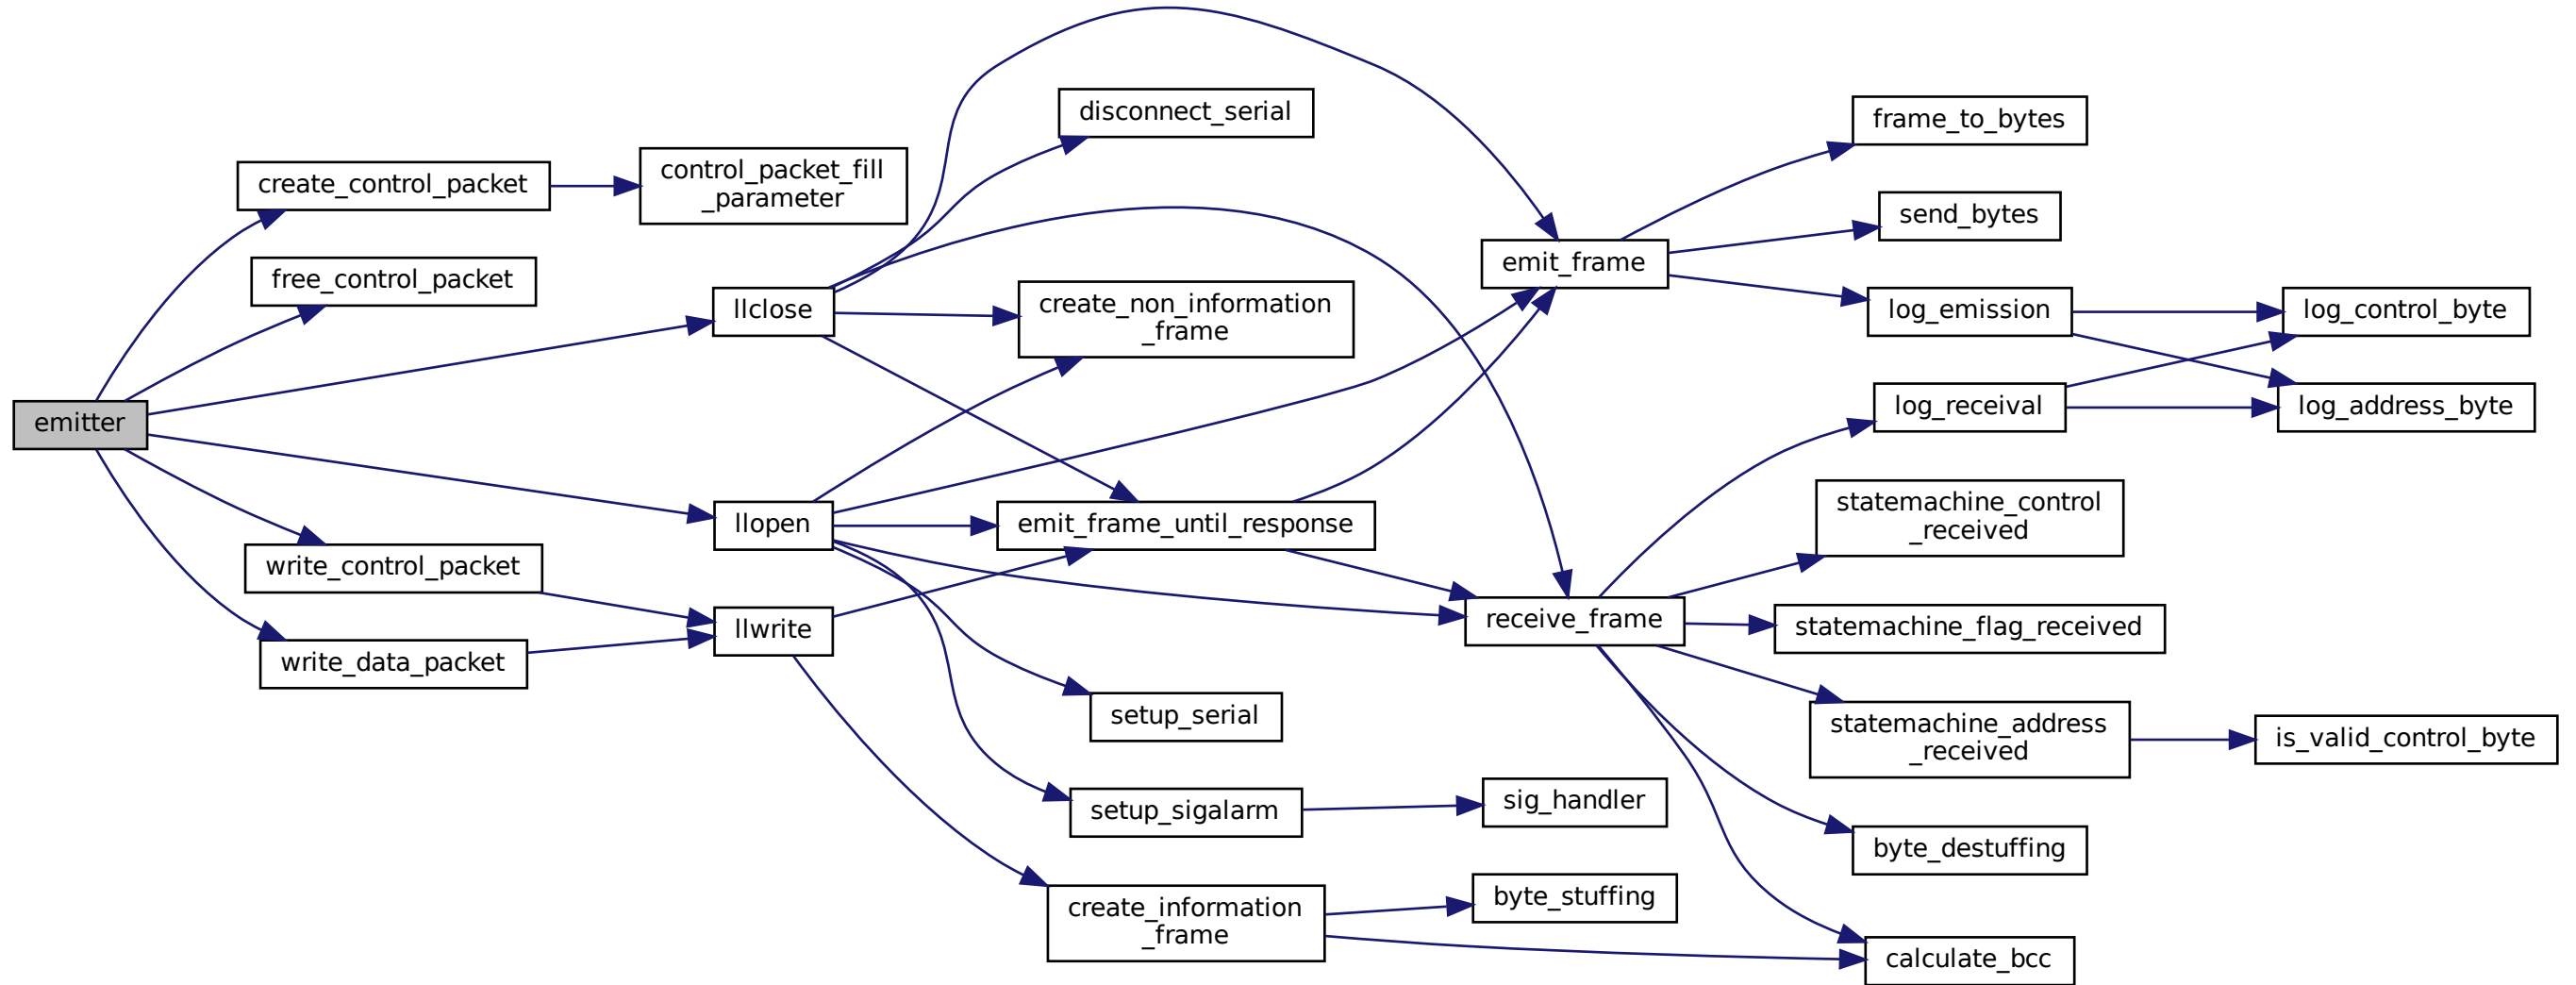 emitter
create_control_packet
free_control_packet
write_control_packet
write_data_packet
control_packet_fill
_parameter
llclose
llopen
llwrite
disconnect_serial
create_non_information
_frame
emit_frame_until_response
setup_serial
setup_sigalarm
create_information
_frame
emit_frame
receive_frame
sig_handler
byte_stuffing
frame_to_bytes
send_bytes
log_emission
log_receival
statemachine_control
_received
statemachine_flag_received
statemachine_address
_received
byte_destuffing
calculate_bcc
log_control_byte
log_address_byte
is_valid_control_byte